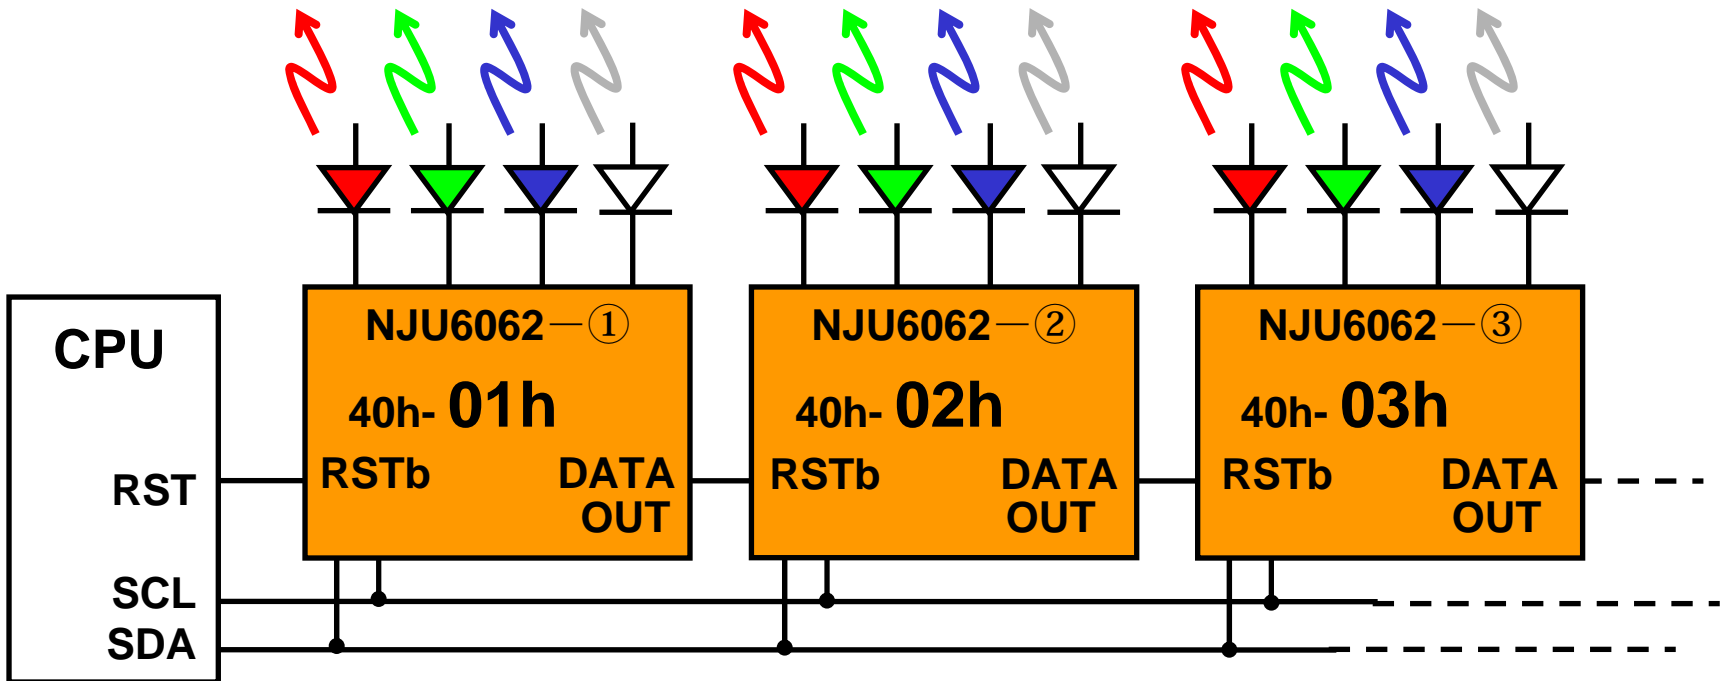 CPU
RST
SCL
SDA
NJU6062—①
40h- 01h
RSTb DATA
OUT
NJU6062—②
40h- 02h
RSTb DATA
OUT
NJU6062—③
40h- 03h
RSTb DATA
OUT